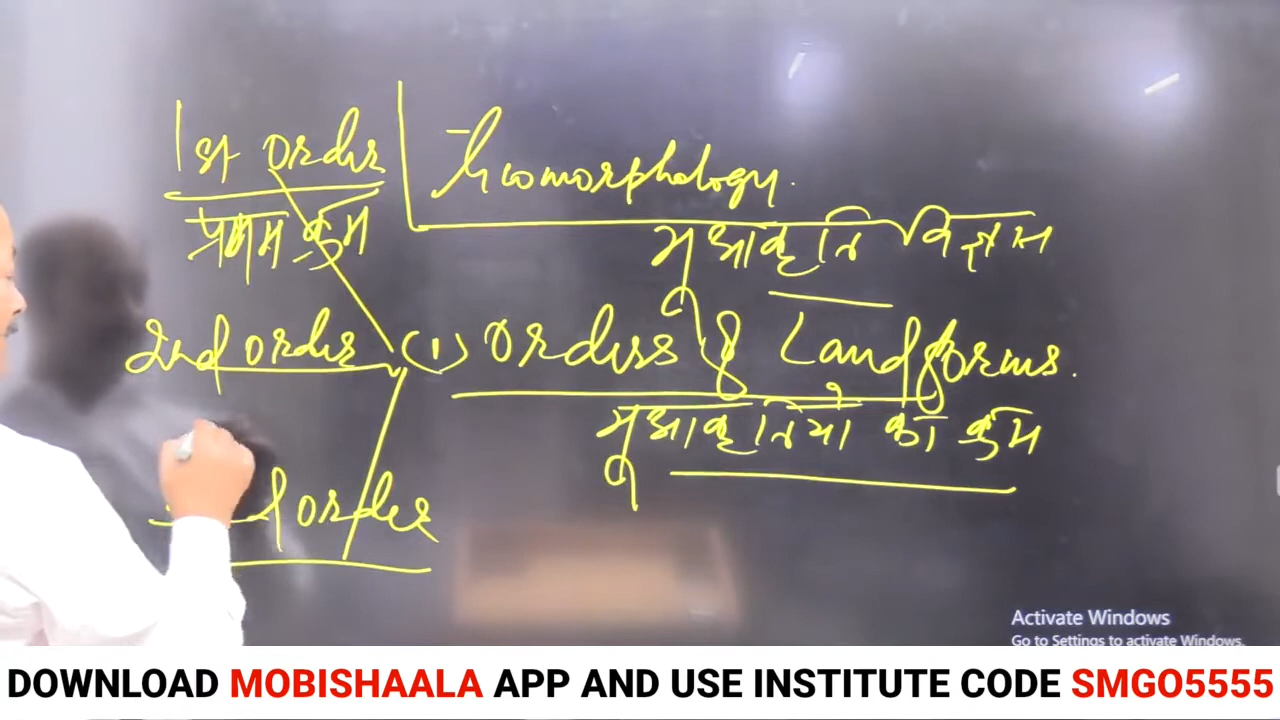 1st order
प्रथम क्रम
Geomorphology.
भूआकृति विज्ञान
2nd order
(1) Orders of Landforms.
भूआकृतियों का क्रम
order
Activate Windows
Go to Settings to activate Windows.
DOWNLOAD MOBISHAALA APP AND USE INSTITUTE CODE SMGO5555